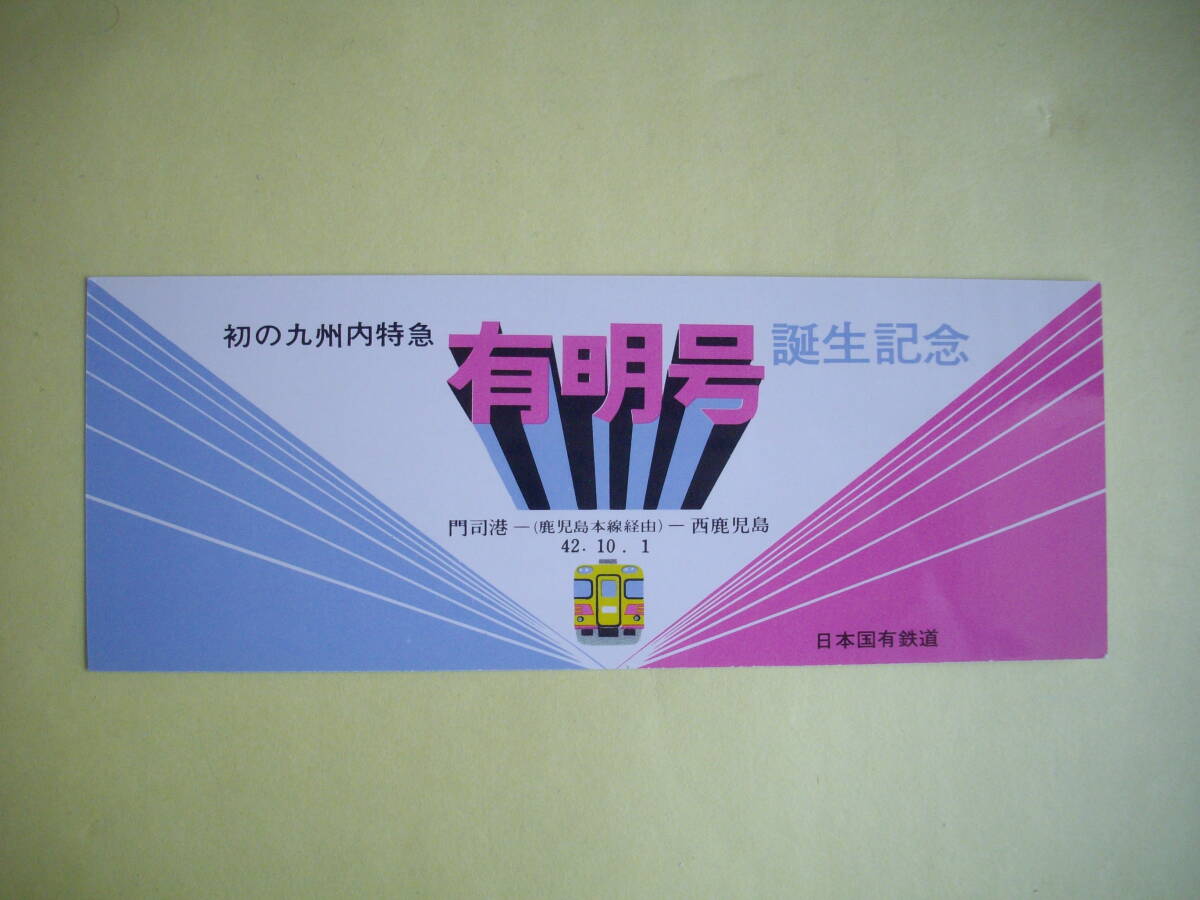 初の九州内特急 有明号 誕生記念
門司港―(鹿児島本線経由)―西鹿児島
42. 10. 1
日本国有鉄道